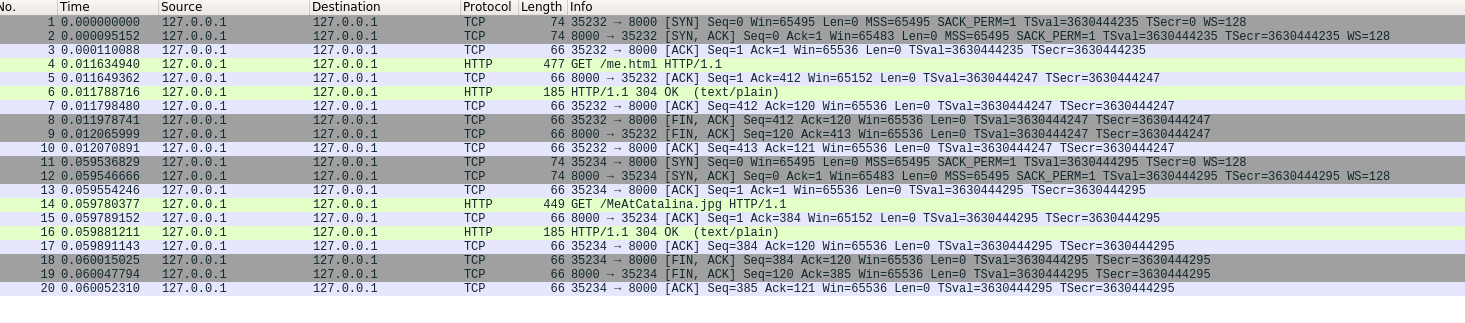 No. Time Source Destination Protocol Length Info
1 0.000000000 127.0.0.1 127.0.0.1 TCP 74 35232 → 8000 [SYN] Seq=0 Win=65495 Len=0 MSS=65495 SACK_PERM=1 TSval=3630444235 TSecr=0 WS=128
2 0.000095152 127.0.0.1 127.0.0.1 TCP 74 8000 → 35232 [SYN, ACK] Seq=0 Ack=1 Win=65483 Len=0 MSS=65495 SACK_PERM=1 TSval=3630444235 TSecr=3630444235 WS=128
3 0.000110088 127.0.0.1 127.0.0.1 TCP 66 35232 → 8000 [ACK] Seq=1 Ack=1 Win=65536 Len=0 TSval=3630444235 TSecr=3630444235
4 0.011634940 127.0.0.1 127.0.0.1 HTTP 477 GET /me.html HTTP/1.1
5 0.011649362 127.0.0.1 127.0.0.1 TCP 66 8000 → 35232 [ACK] Seq=1 Ack=412 Win=65152 Len=0 TSval=3630444247 TSecr=3630444247
6 0.011788716 127.0.0.1 127.0.0.1 HTTP 185 HTTP/1.1 304 OK (text/plain)
7 0.011798480 127.0.0.1 127.0.0.1 TCP 66 35232 → 8000 [ACK] Seq=412 Ack=120 Win=65536 Len=0 TSval=3630444247 TSecr=3630444247
8 0.011978741 127.0.0.1 127.0.0.1 TCP 66 35232 → 8000 [FIN, ACK] Seq=412 Ack=120 Win=65536 Len=0 TSval=3630444247 TSecr=3630444247
9 0.012065999 127.0.0.1 127.0.0.1 TCP 66 8000 → 35232 [FIN, ACK] Seq=120 Ack=413 Win=65536 Len=0 TSval=3630444247 TSecr=3630444247
10 0.012070891 127.0.0.1 127.0.0.1 TCP 66 35232 → 8000 [ACK] Seq=413 Ack=121 Win=65536 Len=0 TSval=3630444247 TSecr=3630444247
11 0.059536829 127.0.0.1 127.0.0.1 TCP 74 35234 → 8000 [SYN] Seq=0 Win=65495 Len=0 MSS=65495 SACK_PERM=1 TSval=3630444295 TSecr=0 WS=128
12 0.059546666 127.0.0.1 127.0.0.1 TCP 74 8000 → 35234 [SYN, ACK] Seq=0 Ack=1 Win=65483 Len=0 MSS=65495 SACK_PERM=1 TSval=3630444295 TSecr=3630444295 WS=128
13 0.059554246 127.0.0.1 127.0.0.1 TCP 66 35234 → 8000 [ACK] Seq=1 Ack=1 Win=65536 Len=0 TSval=3630444295 TSecr=3630444295
14 0.059780377 127.0.0.1 127.0.0.1 HTTP 449 GET /MeAtCatalina.jpg HTTP/1.1
15 0.059789152 127.0.0.1 127.0.0.1 TCP 66 8000 → 35234 [ACK] Seq=1 Ack=384 Win=65152 Len=0 TSval=3630444295 TSecr=3630444295
16 0.059881211 127.0.0.1 127.0.0.1 HTTP 185 HTTP/1.1 304 OK (text/plain)
17 0.059891143 127.0.0.1 127.0.0.1 TCP 66 35234 → 8000 [ACK] Seq=384 Ack=120 Win=65536 Len=0 TSval=3630444295 TSecr=3630444295
18 0.060015025 127.0.0.1 127.0.0.1 TCP 66 35234 → 8000 [FIN, ACK] Seq=384 Ack=120 Win=65536 Len=0 TSval=3630444295 TSecr=3630444295
19 0.060047794 127.0.0.1 127.0.0.1 TCP 66 8000 → 35234 [FIN, ACK] Seq=120 Ack=385 Win=65536 Len=0 TSval=3630444295 TSecr=3630444295
20 0.060052310 127.0.0.1 127.0.0.1 TCP 66 35234 → 8000 [ACK] Seq=385 Ack=121 Win=65536 Len=0 TSval=3630444295 TSecr=3630444295